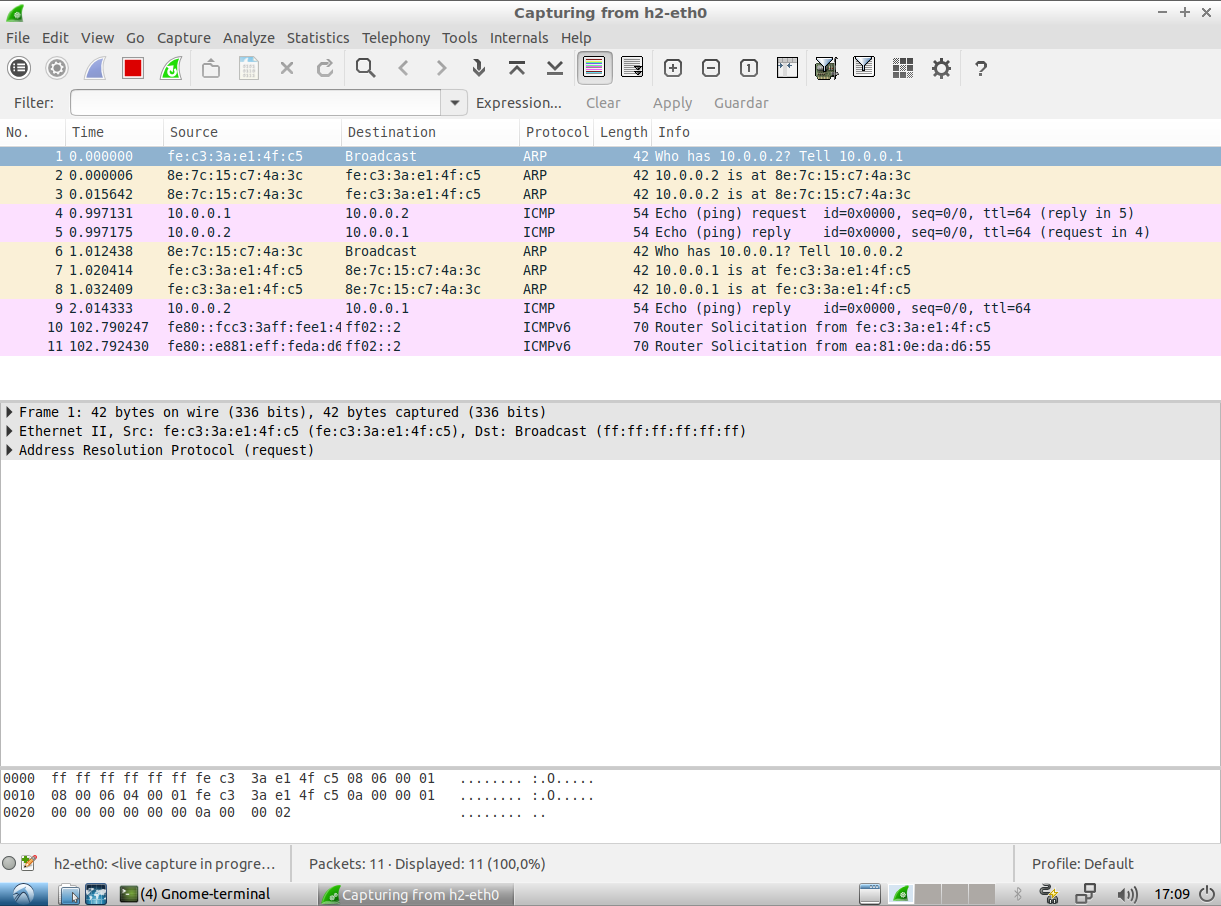 Capturing from h2-eth0
File Edit View Go Capture Analyze Statistics Telephony Tools Internals Help
Filter: Expression... Clear Apply Guardar
No. Time Source Destination Protocol Length Info
1 0.000000 fe:c3:3a:e1:4f:c5 Broadcast ARP 42 Who has 10.0.0.2? Tell 10.0.0.1
2 0.000006 8e:7c:15:c7:4a:3c fe:c3:3a:e1:4f:c5 ARP 42 10.0.0.2 is at 8e:7c:15:c7:4a:3c
3 0.015642 8e:7c:15:c7:4a:3c fe:c3:3a:e1:4f:c5 ARP 42 10.0.0.2 is at 8e:7c:15:c7:4a:3c
4 0.997131 10.0.0.1 10.0.0.2 ICMP 54 Echo (ping) request id=0x0000, seq=0/0, ttl=64 (reply in 5)
5 0.997175 10.0.0.2 10.0.0.1 ICMP 54 Echo (ping) reply id=0x0000, seq=0/0, ttl=64 (request in 4)
6 1.012438 8e:7c:15:c7:4a:3c Broadcast ARP 42 Who has 10.0.0.1? Tell 10.0.0.2
7 1.020414 fe:c3:3a:e1:4f:c5 8e:7c:15:c7:4a:3c ARP 42 10.0.0.1 is at fe:c3:3a:e1:4f:c5
8 1.032409 fe:c3:3a:e1:4f:c5 8e:7c:15:c7:4a:3c ARP 42 10.0.0.1 is at fe:c3:3a:e1:4f:c5
9 2.014333 10.0.0.2 10.0.0.1 ICMP 54 Echo (ping) reply id=0x0000, seq=0/0, ttl=64
10 102.790247 fe80::fcc3:3aff:fee1:4 ff02::2 ICMPv6 70 Router Solicitation from fe:c3:3a:e1:4f:c5
11 102.792430 fe80::e881:eff:feda:d6 ff02::2 ICMPv6 70 Router Solicitation from ea:81:0e:da:d6:55
Frame 1: 42 bytes on wire (336 bits), 42 bytes captured (336 bits)
Ethernet II, Src: fe:c3:3a:e1:4f:c5 (fe:c3:3a:e1:4f:c5), Dst: Broadcast (ff:ff:ff:ff:ff:ff)
Address Resolution Protocol (request)
0000 ff ff ff ff ff ff fe c3 3a e1 4f c5 08 06 00 01 ........ :.O.....
0010 08 00 06 04 00 01 fe c3 3a e1 4f c5 0a 00 00 01 ........ :.O.....
0020 00 00 00 00 00 00 0a 00 00 02 ........ ..
h2-eth0: <live capture in progre... Packets: 11 · Displayed: 11 (100,0%) Profile: Default
(4) Gnome-terminal Capturing from h2-eth0 17:09